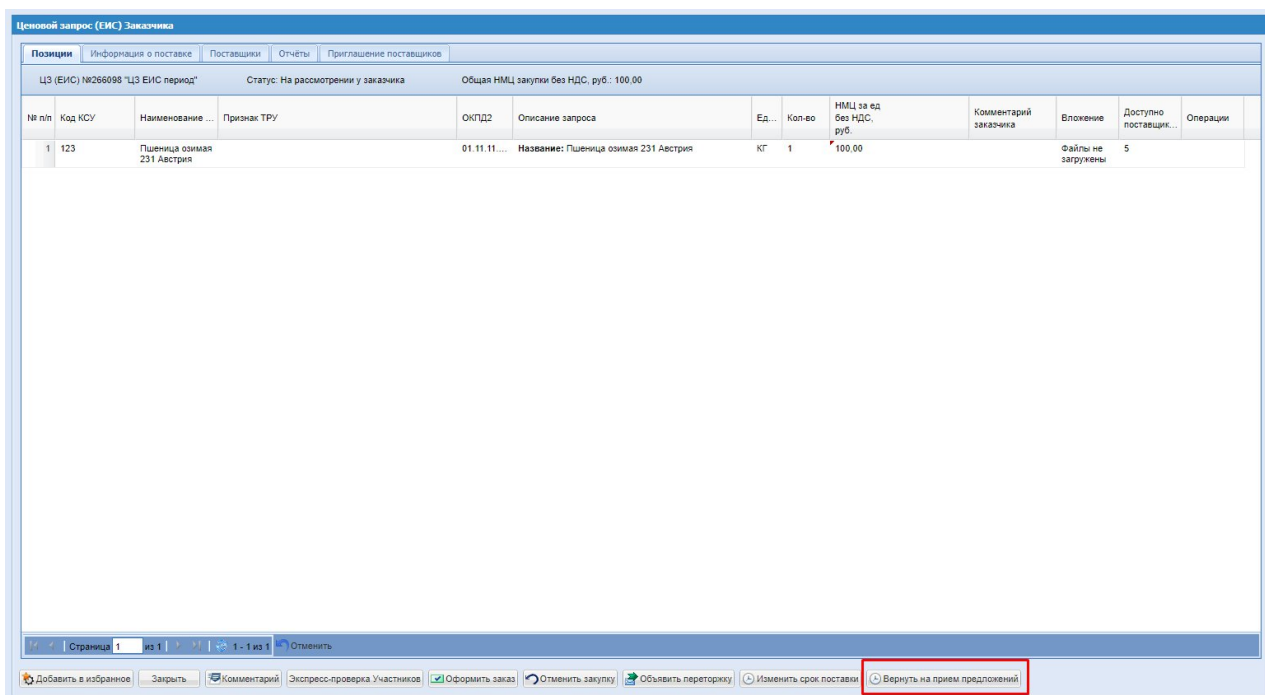 Ценовой запрос (ЕИС) Заказчика
Позиции Информация о поставке Поставщики Отчёты Приглашение поставщиков
ЦЗ (ЕИС) №266098 "ЦЗ ЕИС период" Статус: На рассмотрении у заказчика Общая НМЦ закупки без НДС, руб.: 100,00
№ п/п Код КСУ Наименование ... Признак ТРУ ОКПД2 Описание запроса Ед... Кол-во НМЦ за ед без НДС, руб. Комментарий заказчика Вложение Доступно поставщик... Операции
1 123 Пшеница озимая 01.11.11.... Название: Пшеница озимая 231 Австрия КГ 1 100,00 Файлы не 5
231 Австрия загружены
Страница 1 из 1 1 - 1 из 1 Отменить
Добавить в избранное Закрыть Комментарий Экспресс-проверка Участников Оформить заказ Отменить закупку Объявить переторжку Изменить срок поставки Вернуть на прием предложений